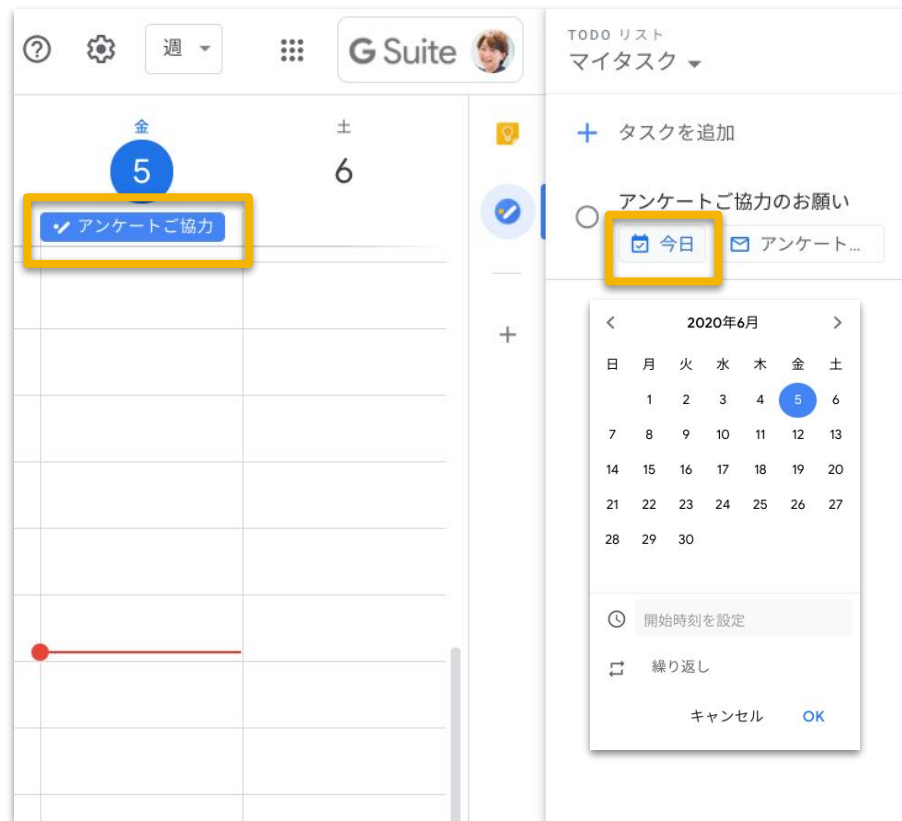 週
G Suite
金
土
5
6
アンケートご協力
TODO リスト
マイタスク
タスクを追加
アンケートご協力のお願い
今日
アンケート...
2020年6月
日 月 火 水 木 金 土
1 2 3 4 5 6
7 8 9 10 11 12 13
14 15 16 17 18 19 20
21 22 23 24 25 26 27
28 29 30
開始時刻を設定
繰り返し
キャンセル OK